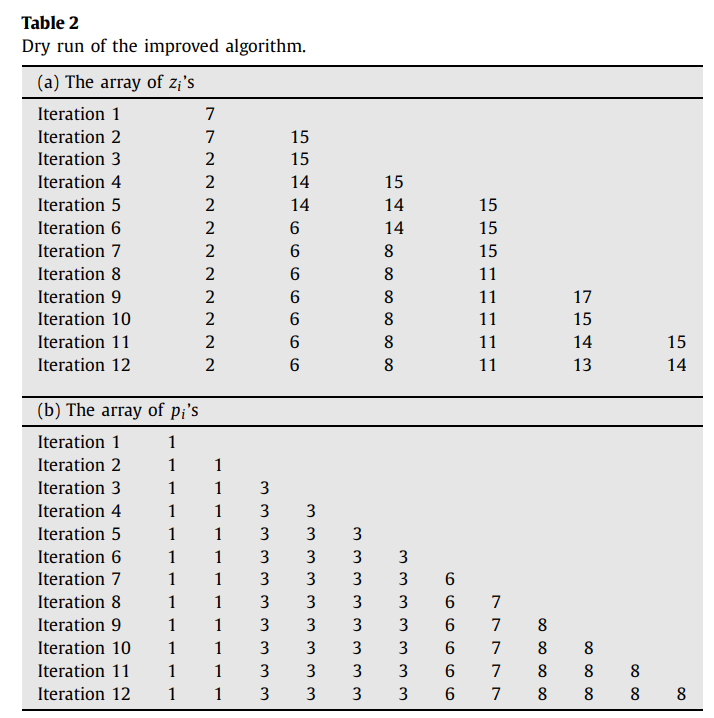 Table 2
Dry run of the improved algorithm.
(a) The array of zᵢ's
Iteration 1 7
Iteration 2 7 15
Iteration 3 2 15
Iteration 4 2 14 15
Iteration 5 2 14 14 15
Iteration 6 2 6 14 15
Iteration 7 2 6 8 15
Iteration 8 2 6 8 11
Iteration 9 2 6 8 11 17
Iteration 10 2 6 8 11 15
Iteration 11 2 6 8 11 14 15
Iteration 12 2 6 8 11 13 14
(b) The array of pᵢ's
Iteration 1 1
Iteration 2 1 1
Iteration 3 1 1 3
Iteration 4 1 1 3 3
Iteration 5 1 1 3 3 3
Iteration 6 1 1 3 3 3 3
Iteration 7 1 1 3 3 3 3 6
Iteration 8 1 1 3 3 3 3 6 7
Iteration 9 1 1 3 3 3 3 6 7 8
Iteration 10 1 1 3 3 3 3 6 7 8 8
Iteration 11 1 1 3 3 3 3 6 7 8 8 8
Iteration 12 1 1 3 3 3 3 6 7 8 8 8 8